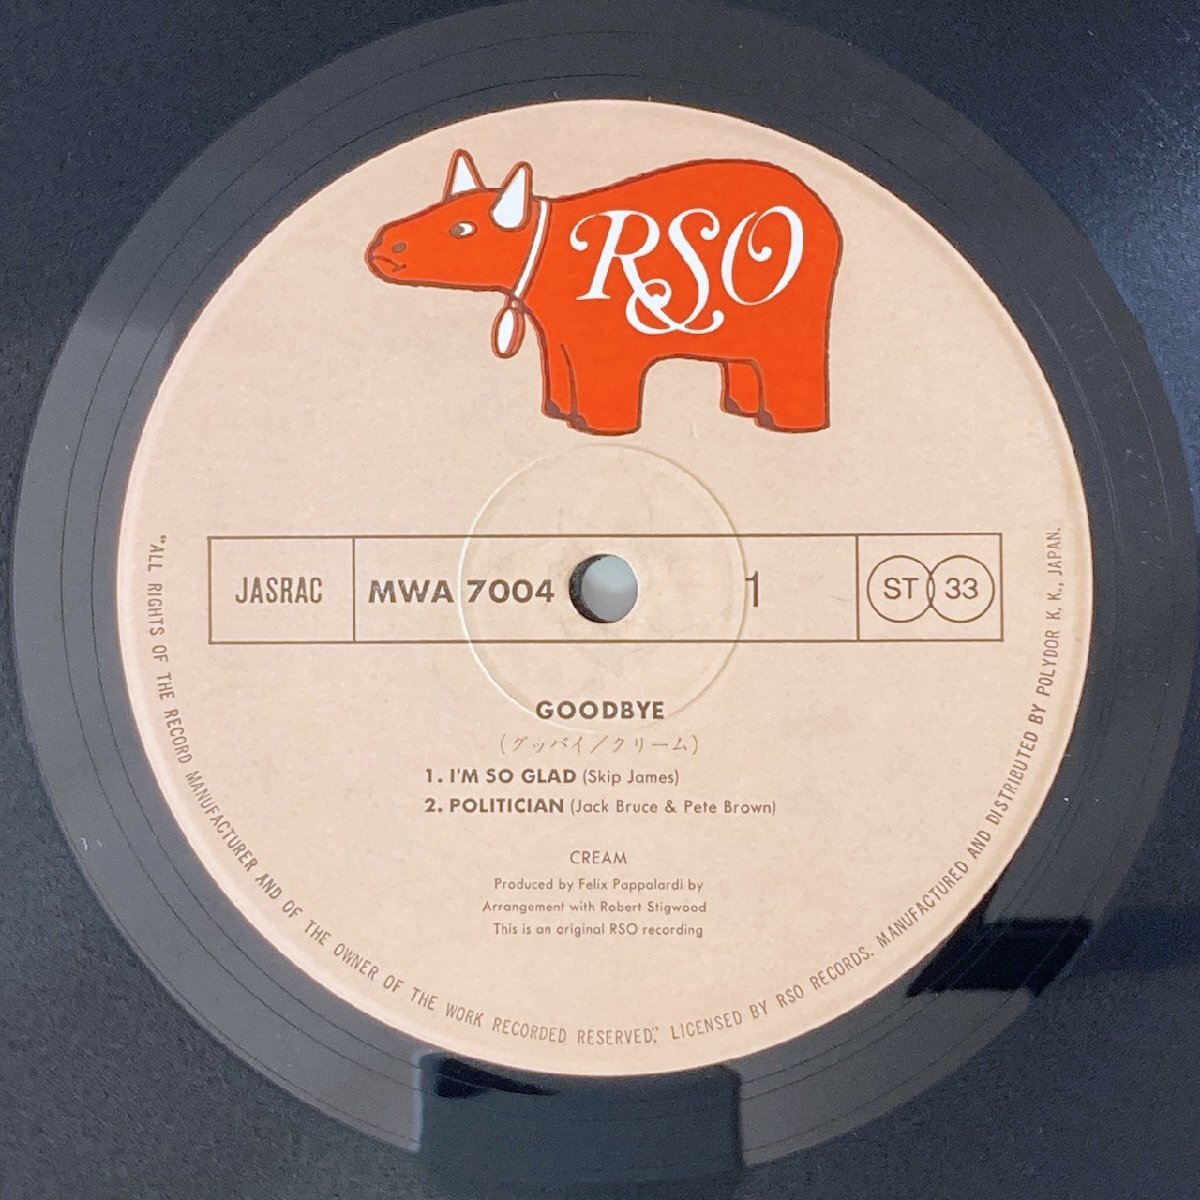 RSO
JASRAC
MWA 7004
1
ST 33
GOODBYE
(グッバイ／クリーム)
1. I'M SO GLAD (Skip James)
2. POLITICIAN (Jack Bruce & Pete Brown)
CREAM
Produced by Felix Pappalardi by
Arrangement with Robert Stigwood
This is an original RSO recording
"ALL RIGHTS OF THE RECORD MANUFACTURER AND OF THE OWNER OF THE WORK RECORDED RESERVED," LICENSED BY RSO RECORDS. MANUFACTURED AND DISTRIBUTED BY POLYDOR K. K., JAPAN.